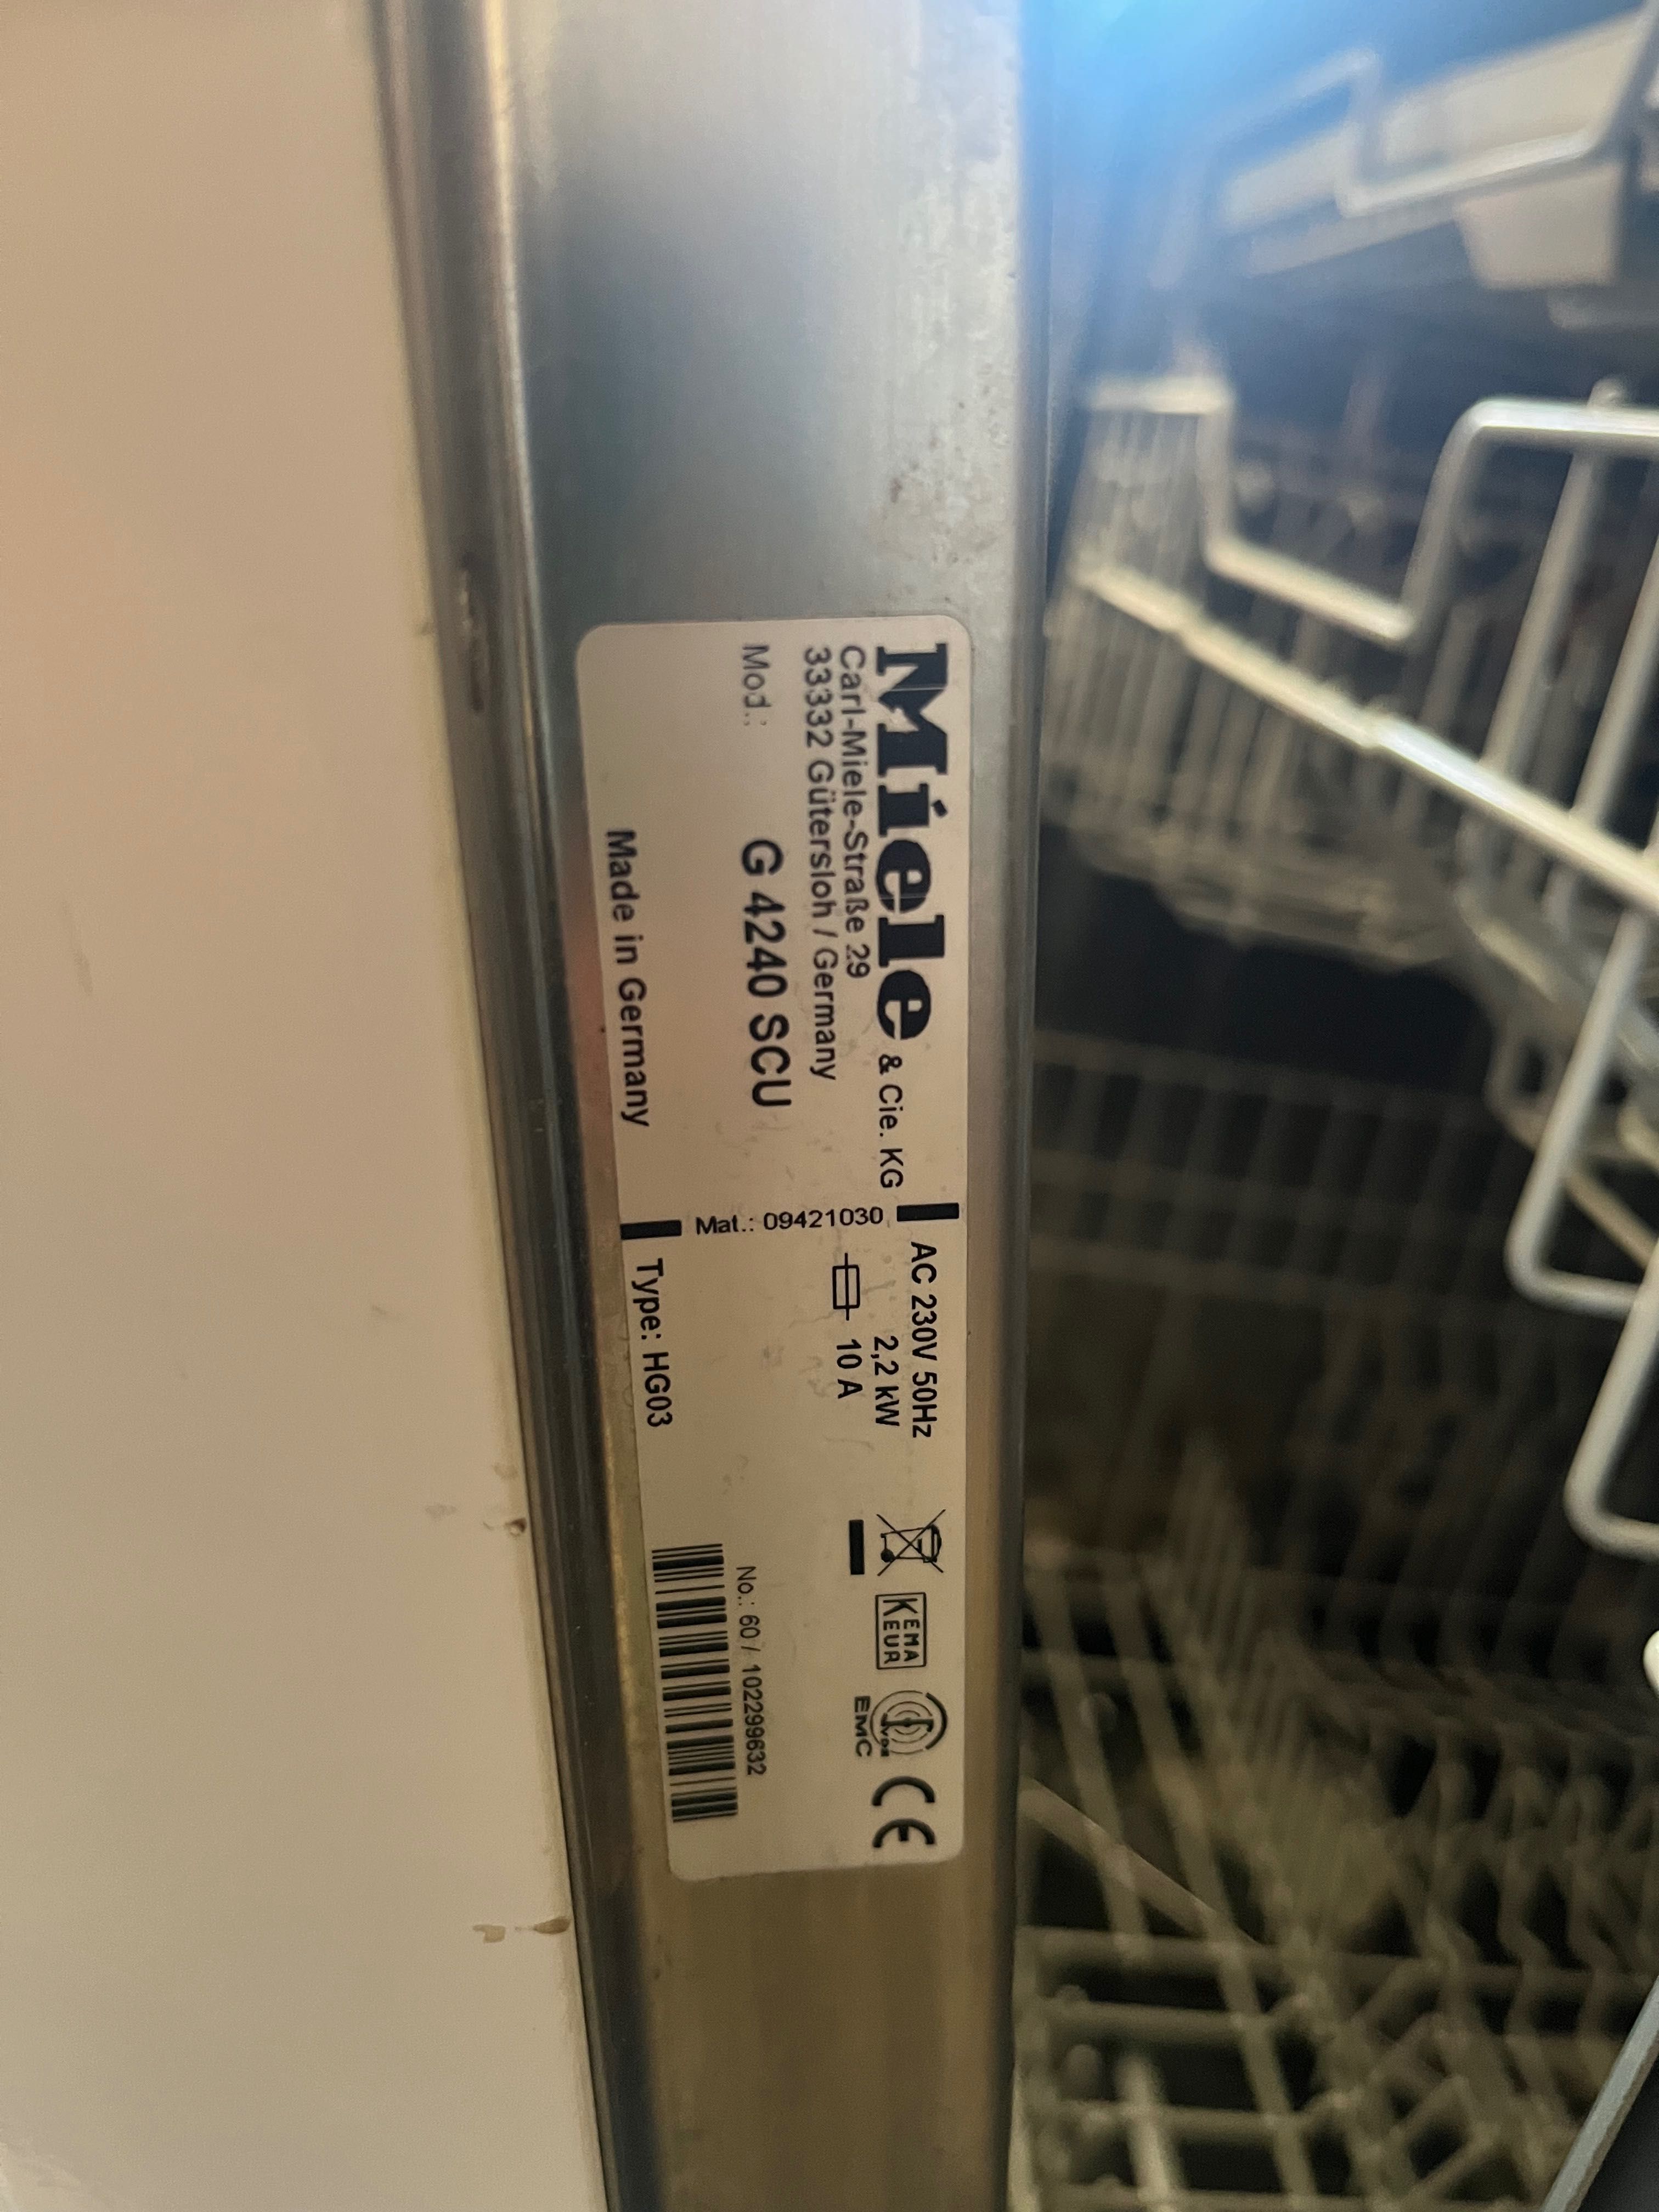 Miele & Cie. KG
Carl-Miele-Straße 29
33332 Gütersloh / Germany
Mod.: G 4240 SCU
Made in Germany
Mat.: 09421030
AC 230V 50Hz
2,2 kW
10 A
Type: HG03
KEMA
KEUR
EMC
CE
No.: 60 / 102299632